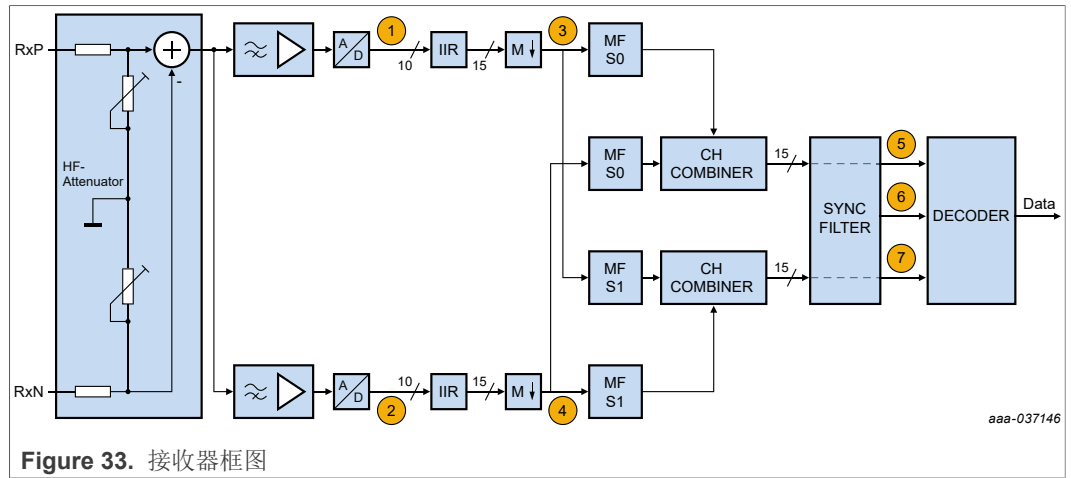 RxP
+
-
HF-
Attenuator
RxN
A
D
1
10
IIR
15
M
3
MF
S0
MF
S0
CH
COMBINER
15
5
6
7
SYNC
FILTER
DECODER
Data
MF
S1
CH
COMBINER
15
A
D
2
10
IIR
15
M
4
MF
S1
aaa-037146
Figure 33. 接收器框图